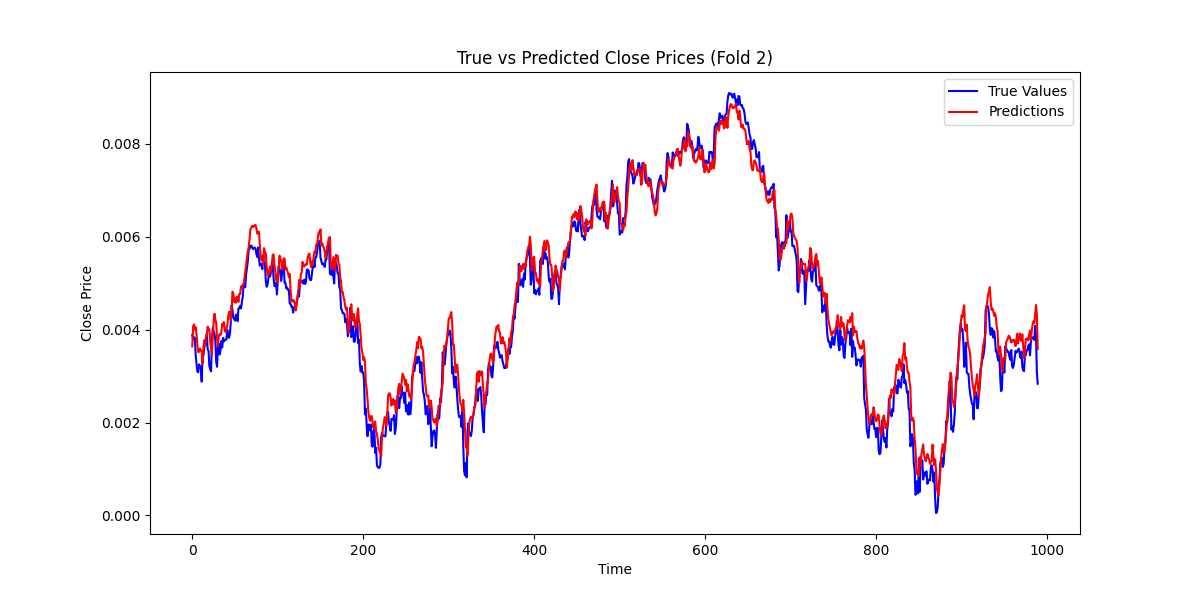 True vs Predicted Close Prices (Fold 2)
True Values
Predictions
Close Price
0.008
0.006
0.004
0.002
0.000
0
200
400
600
800
1000
Time